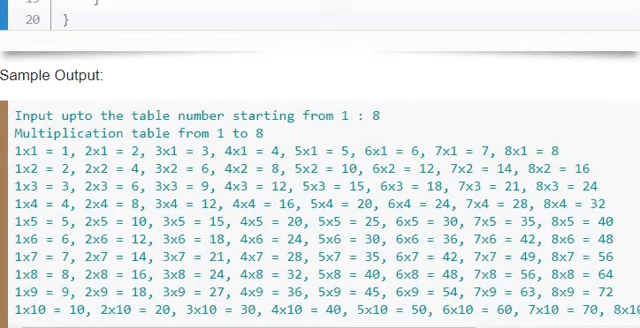 20 }
Sample Output:
Input upto the table number starting from 1 : 8
Multiplication table from 1 to 8
1x1 = 1, 2x1 = 2, 3x1 = 3, 4x1 = 4, 5x1 = 5, 6x1 = 6, 7x1 = 7, 8x1 = 8
1x2 = 2, 2x2 = 4, 3x2 = 6, 4x2 = 8, 5x2 = 10, 6x2 = 12, 7x2 = 14, 8x2 = 16
1x3 = 3, 2x3 = 6, 3x3 = 9, 4x3 = 12, 5x3 = 15, 6x3 = 18, 7x3 = 21, 8x3 = 24
1x4 = 4, 2x4 = 8, 3x4 = 12, 4x4 = 16, 5x4 = 20, 6x4 = 24, 7x4 = 28, 8x4 = 32
1x5 = 5, 2x5 = 10, 3x5 = 15, 4x5 = 20, 5x5 = 25, 6x5 = 30, 7x5 = 35, 8x5 = 40
1x6 = 6, 2x6 = 12, 3x6 = 18, 4x6 = 24, 5x6 = 30, 6x6 = 36, 7x6 = 42, 8x6 = 48
1x7 = 7, 2x7 = 14, 3x7 = 21, 4x7 = 28, 5x7 = 35, 6x7 = 42, 7x7 = 49, 8x7 = 56
1x8 = 8, 2x8 = 16, 3x8 = 24, 4x8 = 32, 5x8 = 40, 6x8 = 48, 7x8 = 56, 8x8 = 64
1x9 = 9, 2x9 = 18, 3x9 = 27, 4x9 = 36, 5x9 = 45, 6x9 = 54, 7x9 = 63, 8x9 = 72
1x10 = 10, 2x10 = 20, 3x10 = 30, 4x10 = 40, 5x10 = 50, 6x10 = 60, 7x10 = 70, 8x10